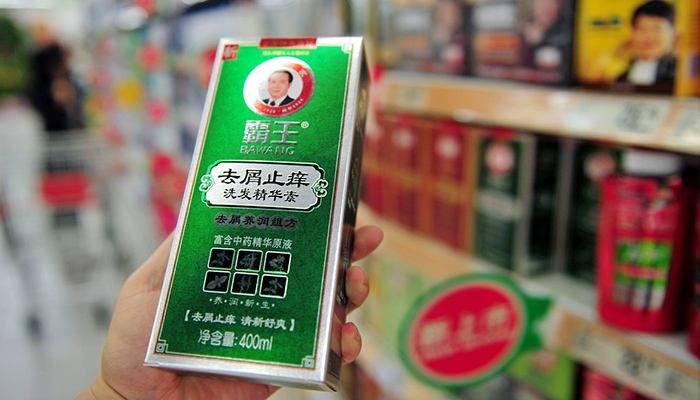 霸王®
BAWANG
去屑止痒
洗发精华素
去屑养润组方
富含中药精华原液
养·润·新·生
【去屑止痒 清新舒爽】
净含量:400ml